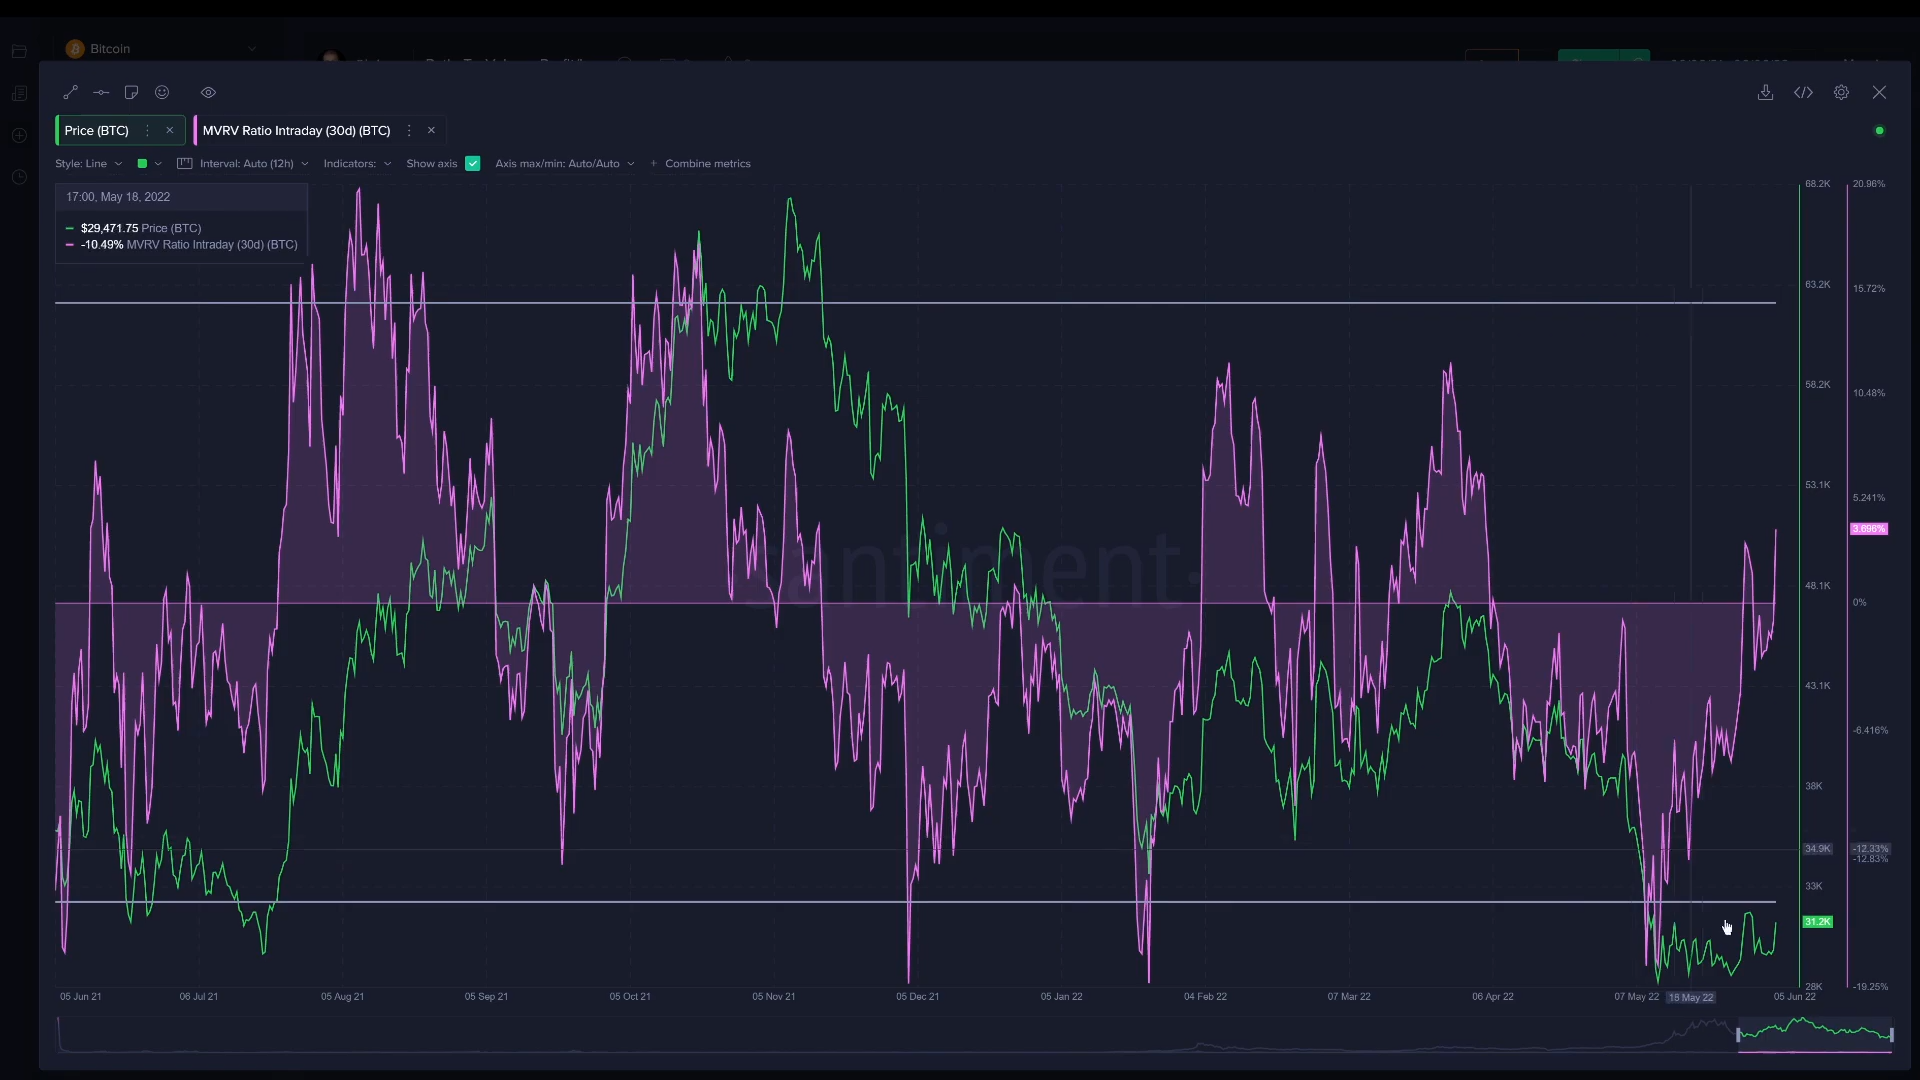 Bitcoin
Price (BTC)
MVRV Ratio Intraday (30d) (BTC)
Style: Line
Interval: Auto (12h)
Indicators:
Show axis
Axis max/min: Auto/Auto
+ Combine metrics
17:00, May 18, 2022
$29,471.75 Price (BTC)
-10.49% MVRV Ratio Intraday (30d) (BTC)
santiment.
68.2K
63.2K
58.2K
53.1K
48.1K
43.1K
38K
34.9K
33K
31.2K
28K
20.96%
15.72%
10.48%
5.241%
3.696%
0%
-6.416%
-12.33%
-12.83%
-19.25%
05 Jun 21
06 Jul 21
05 Aug 21
05 Sep 21
05 Oct 21
05 Nov 21
05 Dec 21
05 Jan 22
04 Feb 22
07 Mar 22
06 Apr 22
07 May 22
18 May 22
05 Jun 22